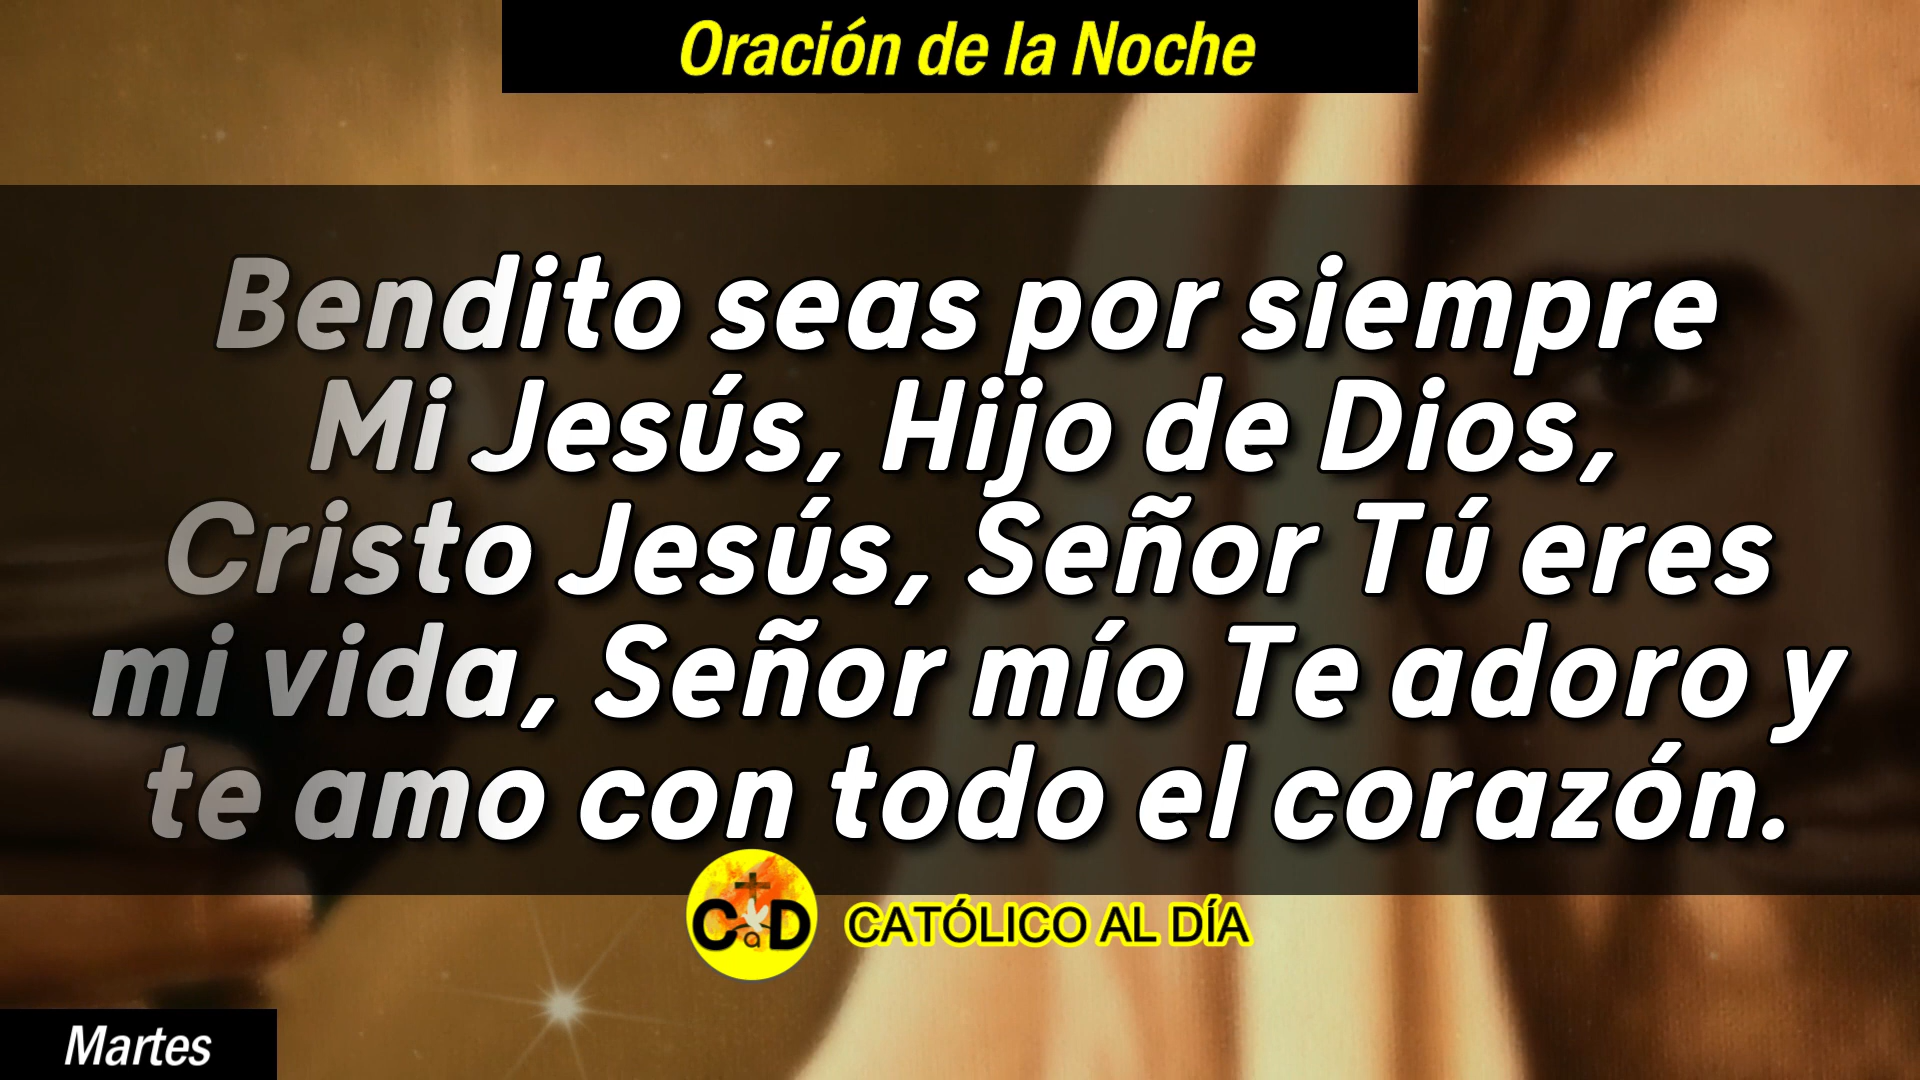 Oración de la Noche
Bendito seas por siempre
Mi Jesús, Hijo de Dios,
Cristo Jesús, Señor Tú eres
mi vida, Señor mío Te adoro y
te amo con todo el corazón.
CaD CATÓLICO AL DÍA
Martes